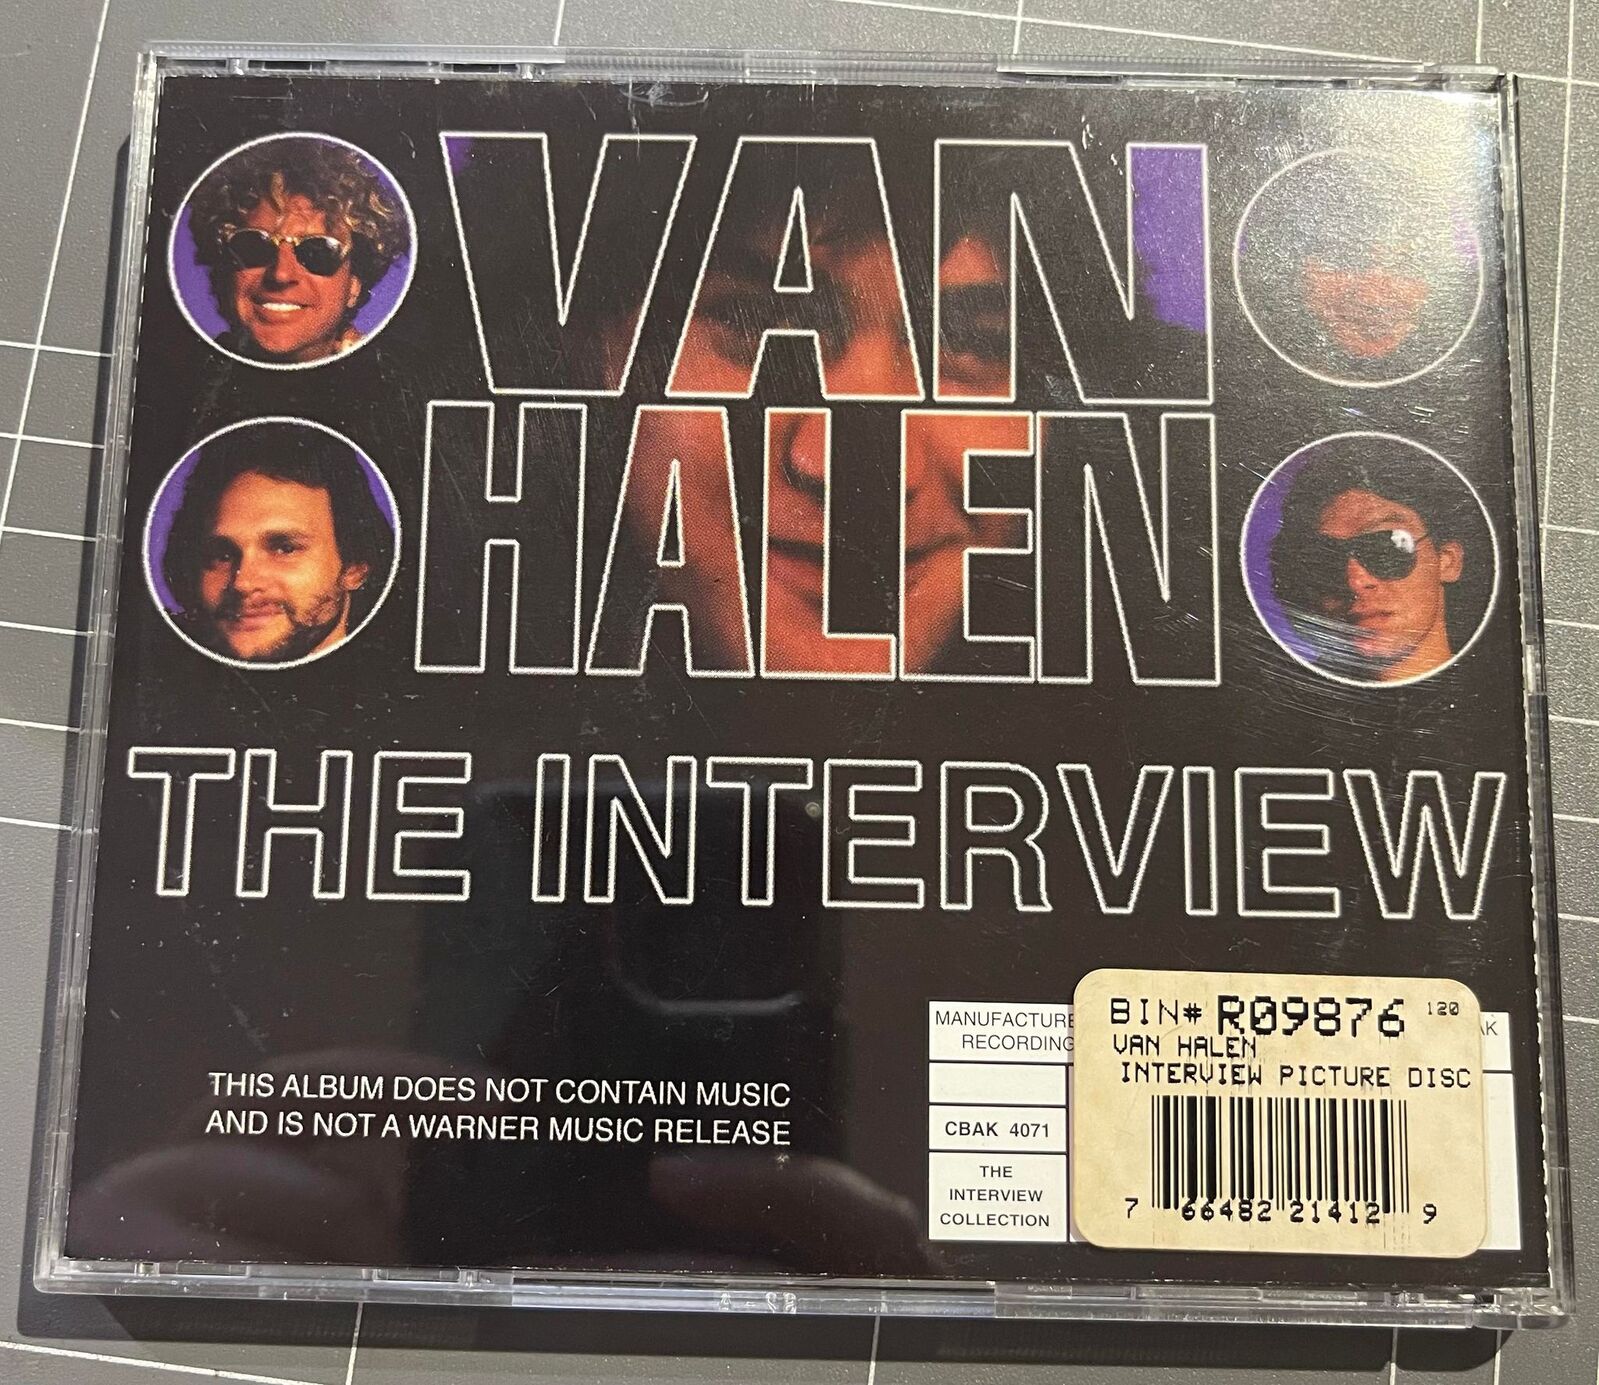 VAN
HALEN
THE INTERVIEW
THIS ALBUM DOES NOT CONTAIN MUSIC
AND IS NOT A WARNER MUSIC RELEASE
MANUFACTURE
RECORDING
CBAK 4071
THE
INTERVIEW
COLLECTION
AK
BIN# R09876 120
VAN HALEN
INTERVIEW PICTURE DISC
7 66482 21412 9